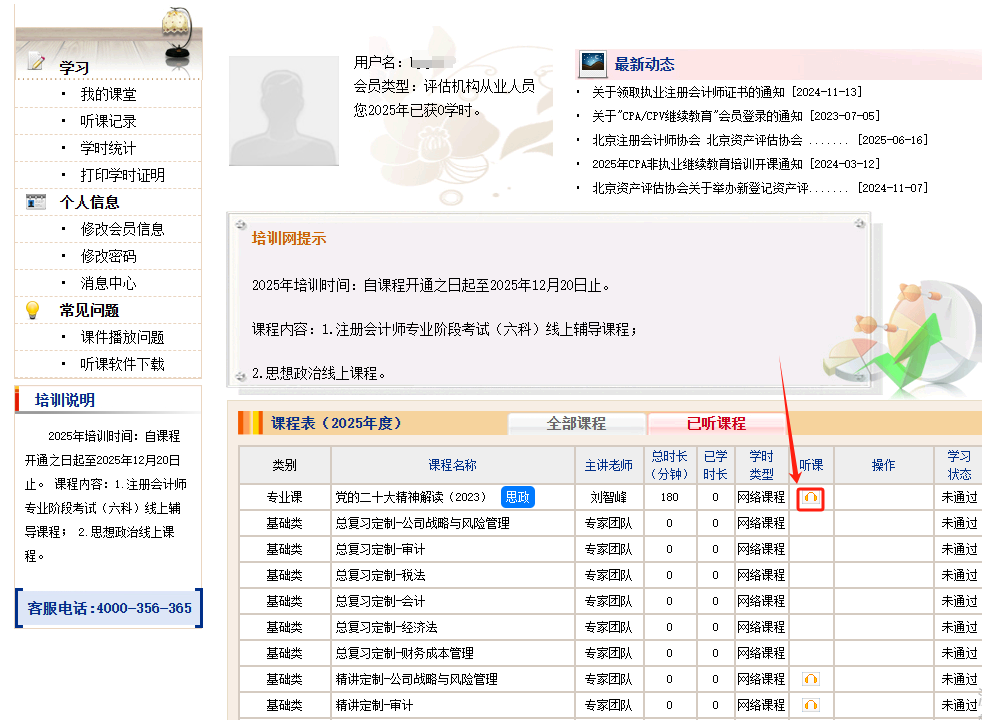 学习
· 我的课堂
· 听课记录
· 学时统计
· 打印学时证明
个人信息
· 修改会员信息
· 修改密码
· 消息中心
常见问题
· 课件播放问题
· 听课软件下载
培训说明
2025年培训时间：自课程
开通之日起至2025年12月20日
止。 课程内容：1.注册会计师
专业阶段考试（六科）线上辅
导课程； 2.思想政治线上课
程。
客服电话:4000-356-365
用户名：
会员类型：评估机构从业人员
您2025年已获0学时。
最新动态
· 关于领取执业注册会计师证书的通知 [2024-11-13]
· 关于"CPA/CPV继续教育"会员登录的通知 [2023-07-05]
· 北京注册会计师协会 北京资产评估协会 ....... [2025-06-16]
· 2025年CPA非执业继续教育培训开课通知 [2024-03-12]
· 北京资产评估协会关于举办新登记资产评....... [2024-11-07]
培训网提示
2025年培训时间：自课程开通之日起至2025年12月20日止。
课程内容：1.注册会计师专业阶段考试（六科）线上辅导课程；
2.思想政治线上课程。
课程表（2025年度） 全部课程 已听课程
类别 课程名称 主讲老师 总时长（分钟） 已学时长 学时类型 听课 操作 学习状态
专业课 党的二十大精神解读（2023） 思政 刘智峰 180 0 网络课程 未通过
基础类 总复习定制-公司战略与风险管理 专家团队 0 0 网络课程 未通过
基础类 总复习定制-审计 专家团队 0 0 网络课程 未通过
基础类 总复习定制-税法 专家团队 0 0 网络课程 未通过
基础类 总复习定制-会计 专家团队 0 0 网络课程 未通过
基础类 总复习定制-经济法 专家团队 0 0 网络课程 未通过
基础类 总复习定制-财务成本管理 专家团队 0 0 网络课程 未通过
基础类 精讲定制-公司战略与风险管理 专家团队 0 0 网络课程 未通过
基础类 精讲定制-审计 专家团队 0 0 网络课程 未通过